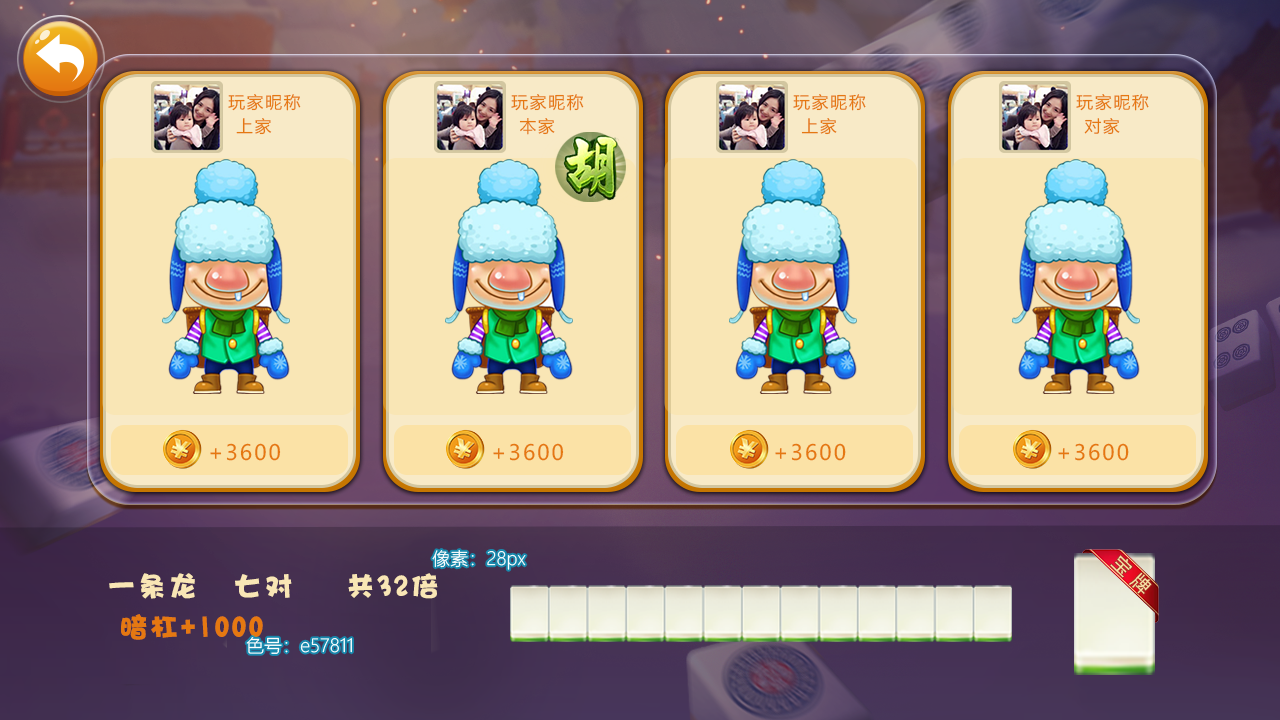 玩家昵称
上家
玩家昵称
本家
胡
玩家昵称
上家
玩家昵称
对家
+3600
+3600
+3600
+3600
像素：28px
一条龙 七对 共32倍
暗杠+1000
色号：e57811
宝牌